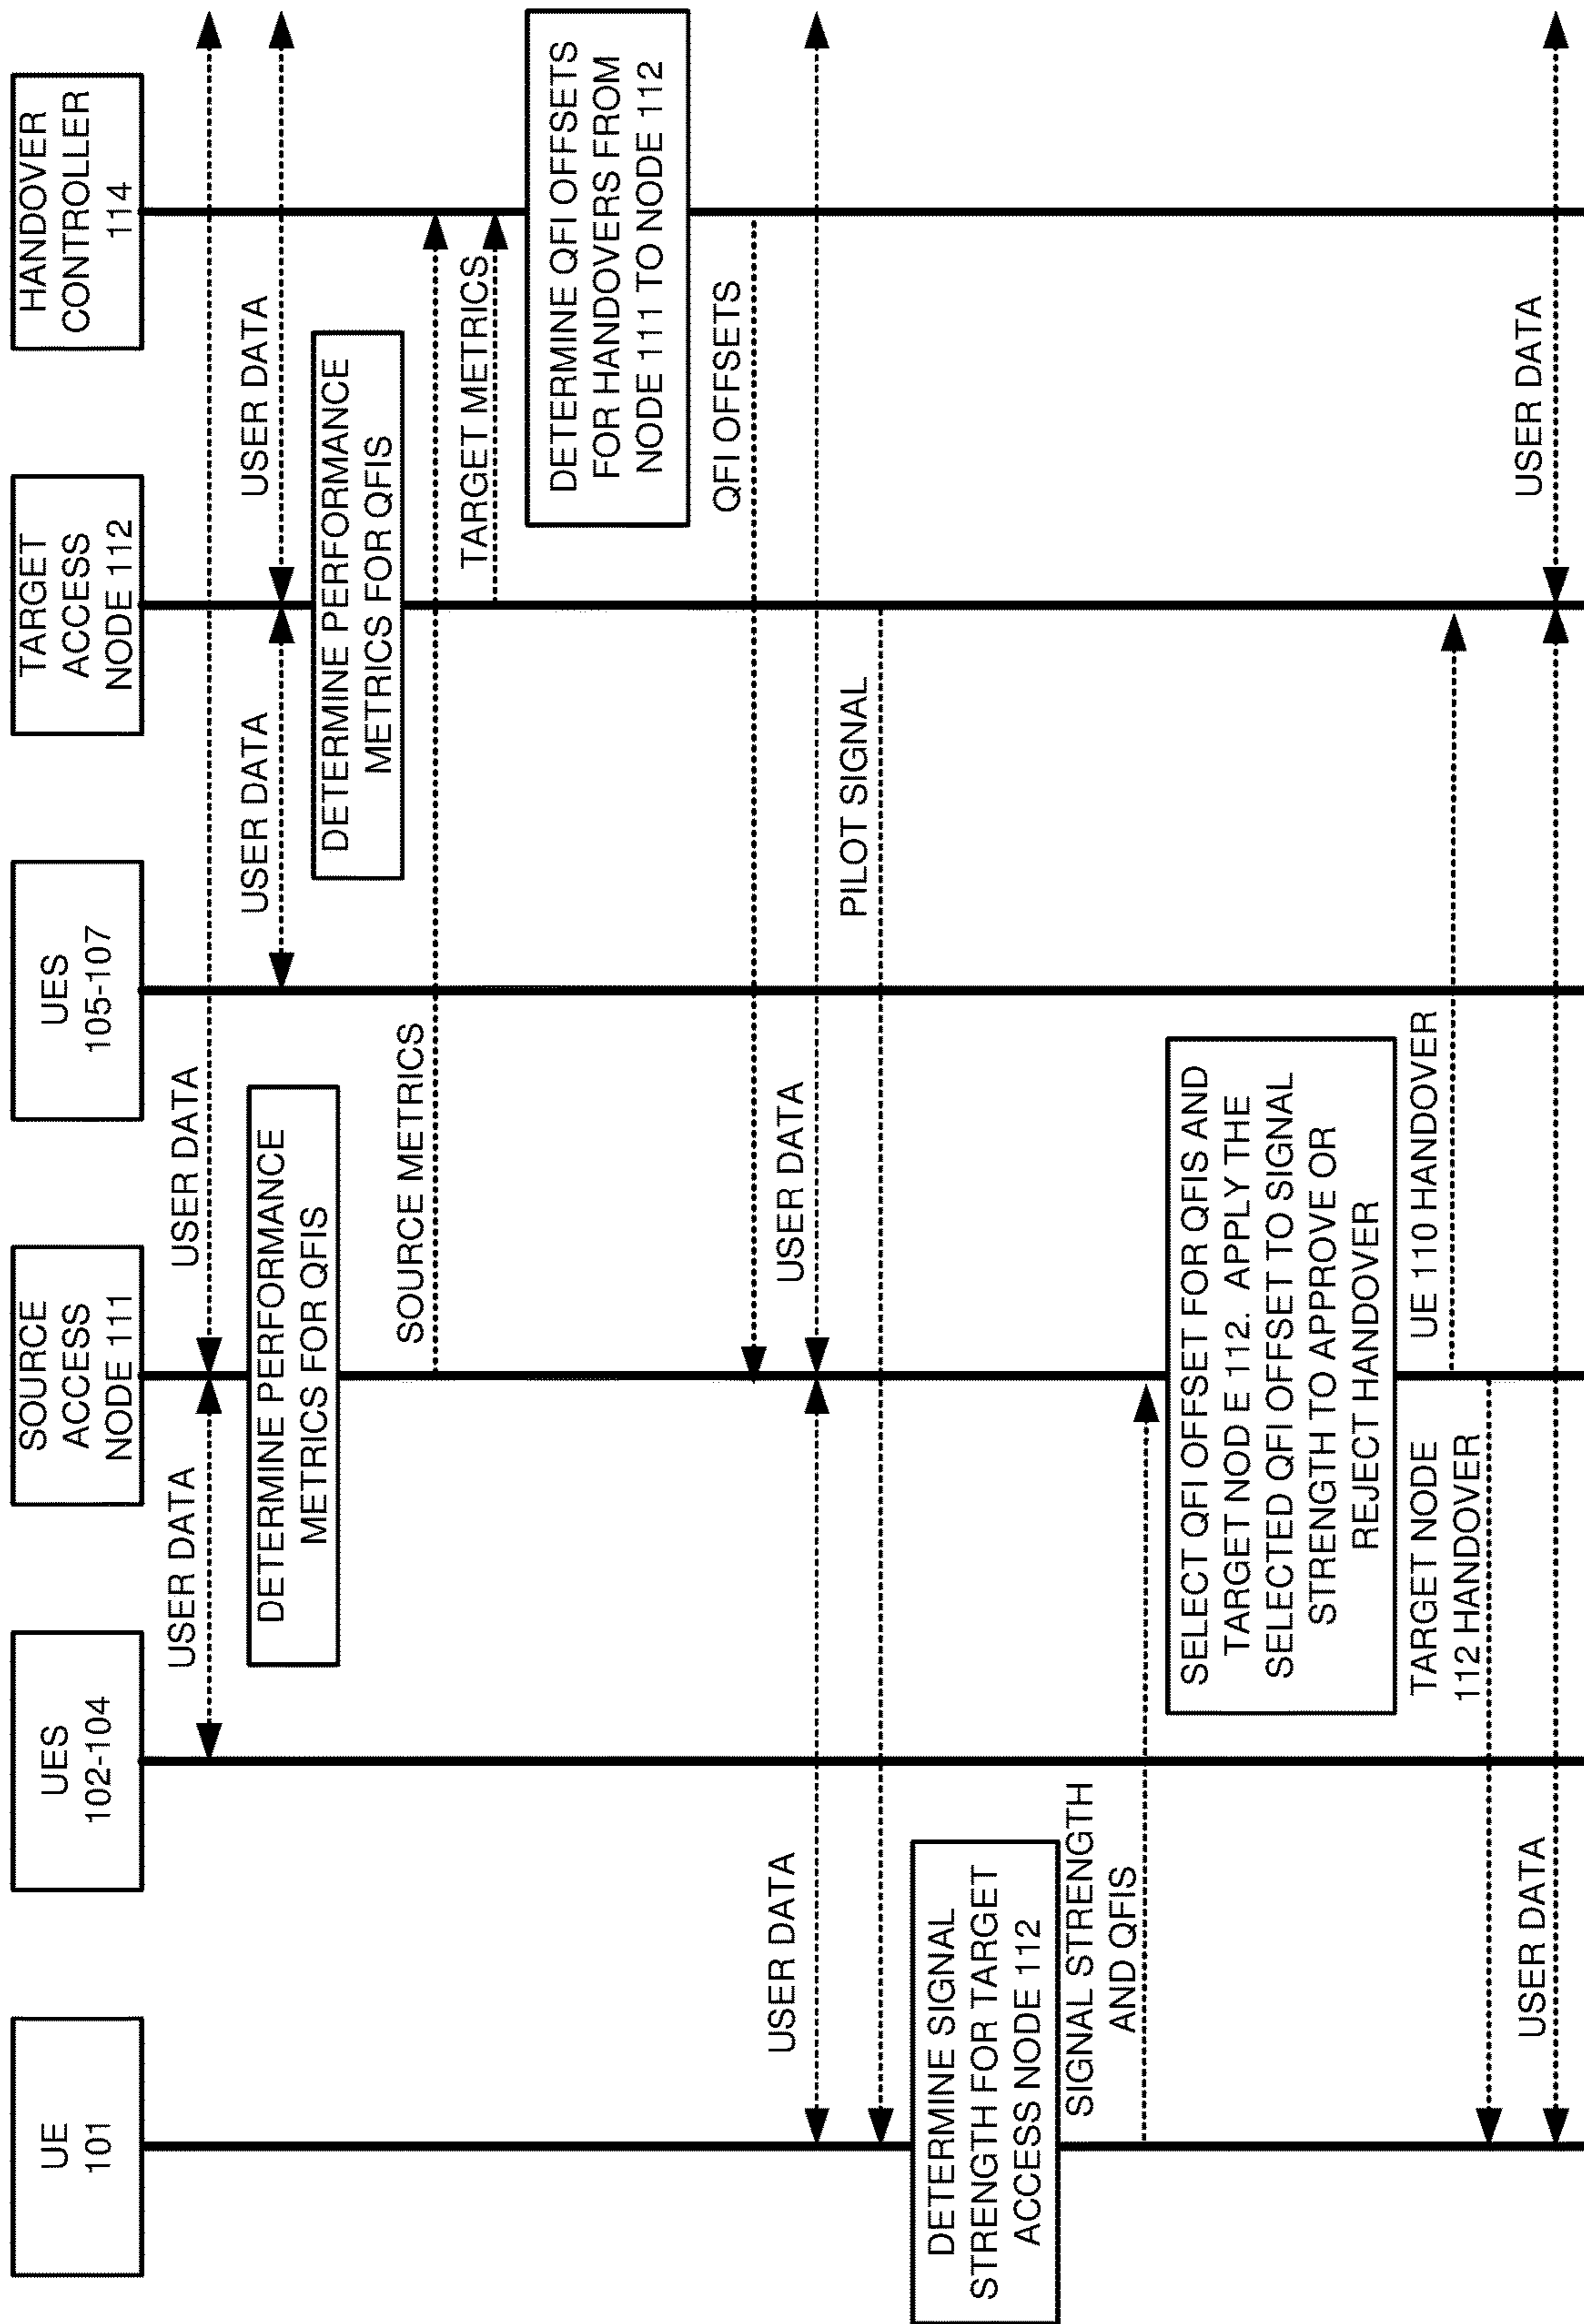 UE
101
UES
102-104
SOURCE
ACCESS
NODE 111
UES
105-107
TARGET
ACCESS
NODE 112
HANDOVER
CONTROLLER
114
USER DATA
USER DATA
DETERMINE PERFORMANCE
METRICS FOR QFIS
USER DATA
USER DATA
DETERMINE PERFORMANCE
METRICS FOR QFIS
SOURCE METRICS
TARGET METRICS
DETERMINE QFI OFFSETS
FOR HANDOVERS FROM
NODE 111 TO NODE 112
QFI OFFSETS
USER DATA
USER DATA
PILOT SIGNAL
DETERMINE SIGNAL
STRENGTH FOR TARGET
ACCESS NODE 112
SIGNAL STRENGTH
AND QFIS
SELECT QFI OFFSET FOR QFIS AND
TARGET NOD E 112. APPLY THE
SELECTED QFI OFFSET TO SIGNAL
STRENGTH TO APPROVE OR
REJECT HANDOVER
UE 110 HANDOVER
TARGET NODE
112 HANDOVER
USER DATA
USER DATA